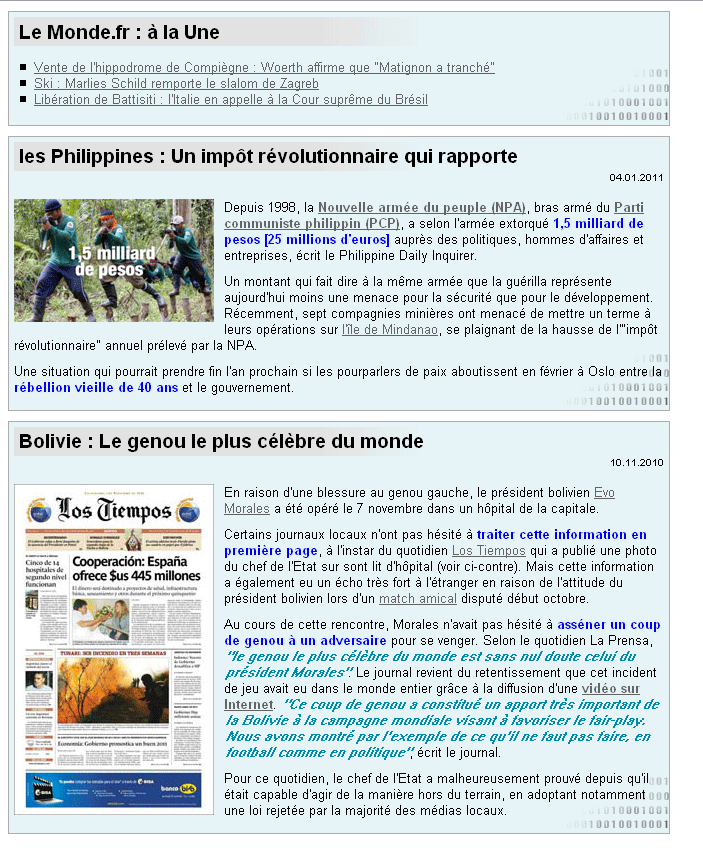 Le Monde.fr : à la Une
Vente de l'hippodrome de Compiègne : Woerth affirme que "Matignon a tranché"
Ski : Marlies Schild remporte le slalom de Zagreb
Libération de Battisiti : l'Italie en appelle à la Cour suprême du Brésil
les Philippines : Un impôt révolutionnaire qui rapporte
04.01.2011
1,5 milliard
de pesos
Depuis 1998, la Nouvelle armée du peuple (NPA), bras armé du Parti
communiste philippin (PCP), a selon l'armée extorqué 1,5 milliard de
pesos [25 millions d'euros] auprès des politiques, hommes d'affaires et
entreprises, écrit le Philippine Daily Inquirer.
Un montant qui fait dire à la même armée que la guérilla représente
aujourd'hui moins une menace pour la sécurité que pour le développement.
Récemment, sept compagnies minières ont menacé de mettre un terme à
leurs opérations sur l'île de Mindanao, se plaignant de la hausse de l'"impôt
révolutionnaire" annuel prélevé par la NPA.
Une situation qui pourrait prendre fin l'an prochain si les pourparlers de paix aboutissent en février à Oslo entre la
rébellion vieille de 40 ans et le gouvernement.
Bolivie : Le genou le plus célèbre du monde
10.11.2010
Los Tiempos
Cinco de 14
hospitales de
segundo nivel
funcionan
Cooperación: España
ofrece $us 445 millones
TUNARI: SE INCENDIO EN TRES SEMANAS
Economía: Gobierno pronostica un buen 2011
banco
En raison d'une blessure au genou gauche, le président bolivien Evo
Morales a été opéré le 7 novembre dans un hôpital de la capitale.
Certains journaux locaux n'ont pas hésité à traiter cette information en
première page, à l'instar du quotidien Los Tiempos qui a publié une photo
du chef de l'Etat sur sont lit d'hôpital (voir ci-contre). Mais cette information
a également eu un écho très fort à l'étranger en raison de l'attitude du
président bolivien lors d'un match amical disputé début octobre.
Au cours de cette rencontre, Morales n'avait pas hésité à asséner un coup
de genou à un adversaire pour se venger. Selon le quotidien La Prensa,
"le genou le plus célèbre du monde est sans nul doute celui du
président Morales". Le journal revient du retentissement que cet incident
de jeu avait eu dans le monde entier grâce à la diffusion d'une vidéo sur
Internet. "Ce coup de genou a constitué un apport très important de
la Bolivie à la campagne mondiale visant à favoriser le fair-play.
Nous avons montré par l'exemple de ce qu'il ne faut pas faire, en
football comme en politique", écrit le journal.
Pour ce quotidien, le chef de l'Etat a malheureusement prouvé depuis qu'il
était capable d'agir de la manière hors du terrain, en adoptant notamment
une loi rejetée par la majorité des médias locaux.